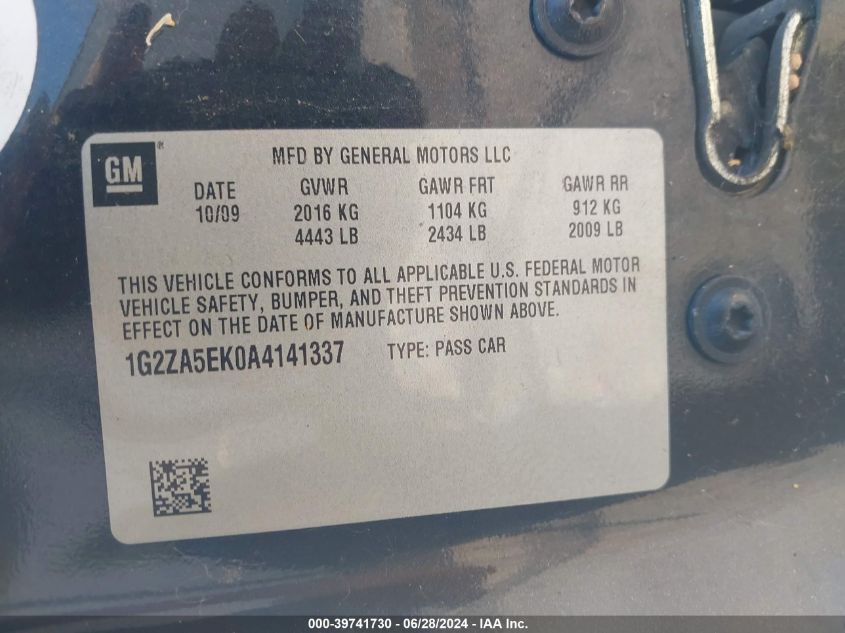 GM ® MFD BY GENERAL MOTORS LLC
DATE GVWR GAWR FRT GAWR RR
10/09 2016 KG 1104 KG 912 KG
4443 LB 2434 LB 2009 LB
THIS VEHICLE CONFORMS TO ALL APPLICABLE U.S. FEDERAL MOTOR
VEHICLE SAFETY, BUMPER, AND THEFT PREVENTION STANDARDS IN
EFFECT ON THE DATE OF MANUFACTURE SHOWN ABOVE.
1G2ZA5EK0A4141337 TYPE: PASS CAR
000-39741730 - 06/28/2024 - IAA Inc.